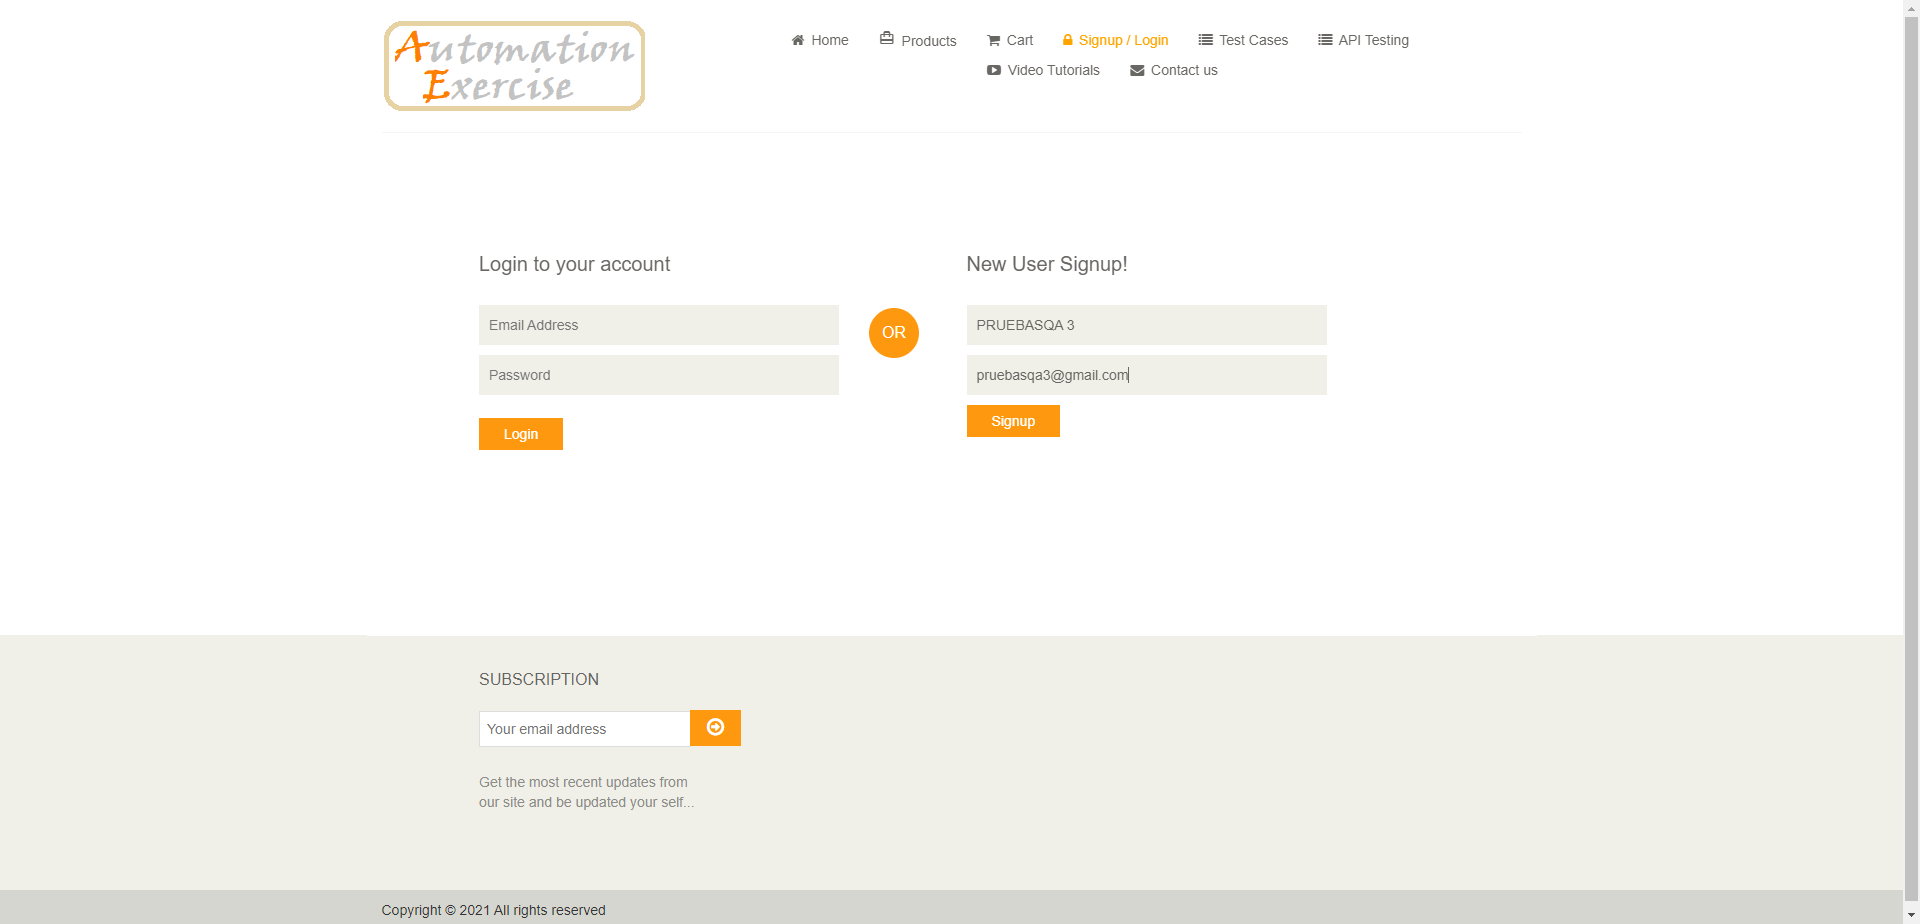 Automation
Exercise
Home
Products
Cart
Signup / Login
Test Cases
API Testing
Video Tutorials
Contact us
Login to your account
Email Address
Password
Login
OR
New User Signup!
PRUEBASQA 3
pruebasqa3@gmail.com
Signup
SUBSCRIPTION
Your email address
Get the most recent updates from
our site and be updated your self...
Copyright © 2021 All rights reserved